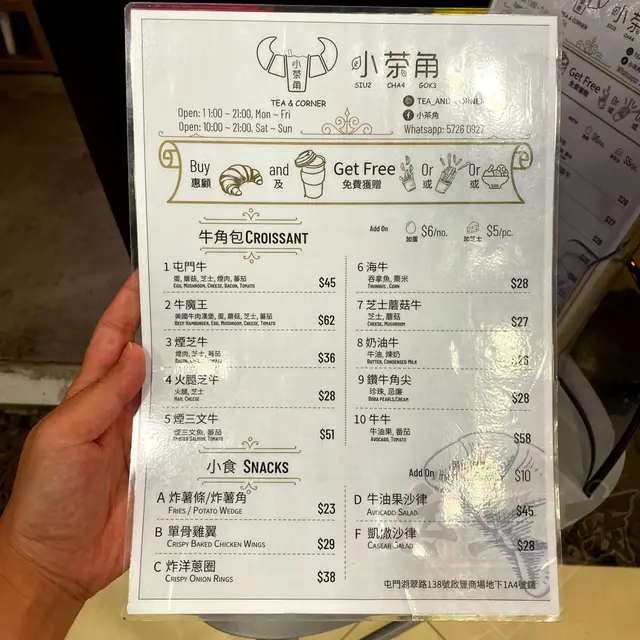 小茶角
小茶角
SIU2 CHA4 GOK3
TEA & CORNER
Open: 11:00 ~ 21:00, Mon ~ Fri
Open: 10:00 ~ 21:00, Sat ~ Sun
TEA_AND_CORNER
小茶角
Whatsapp: 5726 0927
Buy and Get Free Or Or
惠顧 及 免費獲贈 或 或
牛角包 CROISSANT
Add On $6/no. $5/pc.
加蛋 加芝士
1 屯門牛
蛋, 蘑菇, 芝士, 煙肉, 蕃茄
EGG, MUSHROOM, CHEESE, BACON, TOMATO
$45
2 牛魔王
美國牛肉漢堡, 蛋, 蘑菇, 芝士, 蕃茄
BEEF HAMBURGER, EGG, MUSHROOM, CHEESE, TOMATO
$62
3 煙芝牛
煙肉, 芝士, 蕃茄
$36
4 火腿芝牛
火腿, 芝士
HAM, CHEESE
$28
5 煙三文牛
煙三文魚, 蕃茄
SMOKED SALMON, TOMATO
$51
6 海牛
吞拿魚, 粟米
, CORN
$28
7 芝士蘑菇牛
芝士, 蘑菇
CHEESE, MUSHROOM
$27
8 奶油牛
牛油, 煉奶
BUTTER, CONDENSED MILK
9 鑽牛角尖
珍珠, 忌廉
BOBA PEARLS, CREAM
$28
10 牛牛
牛油果, 番茄
AVOCADO, TOMATO
$58
小食 SNACKS
Add On $10
A 炸薯條/炸薯角
FRIES / POTATO WEDGE
$23
B 單骨雞翼
CRISPY BAKED CHICKEN WINGS
$29
C 炸洋蔥圈
CRISPY ONION RINGS
$38
D 牛油果沙律
AVOCADO SALAD
$45
F 凱撒沙律
CAESAR SALAD
$28
屯門湖翠路138號啟豐商場地下1A4號鋪